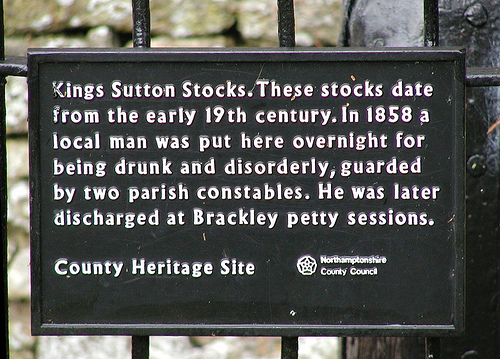 Kings Sutton Stocks. These stocks date
from the early 19th century. In 1858 a
local man was put here overnight for
being drunk and disorderly, guarded
by two parish constables. He was later
discharged at Brackley petty sessions.
County Heritage Site
Northamptonshire
County Council